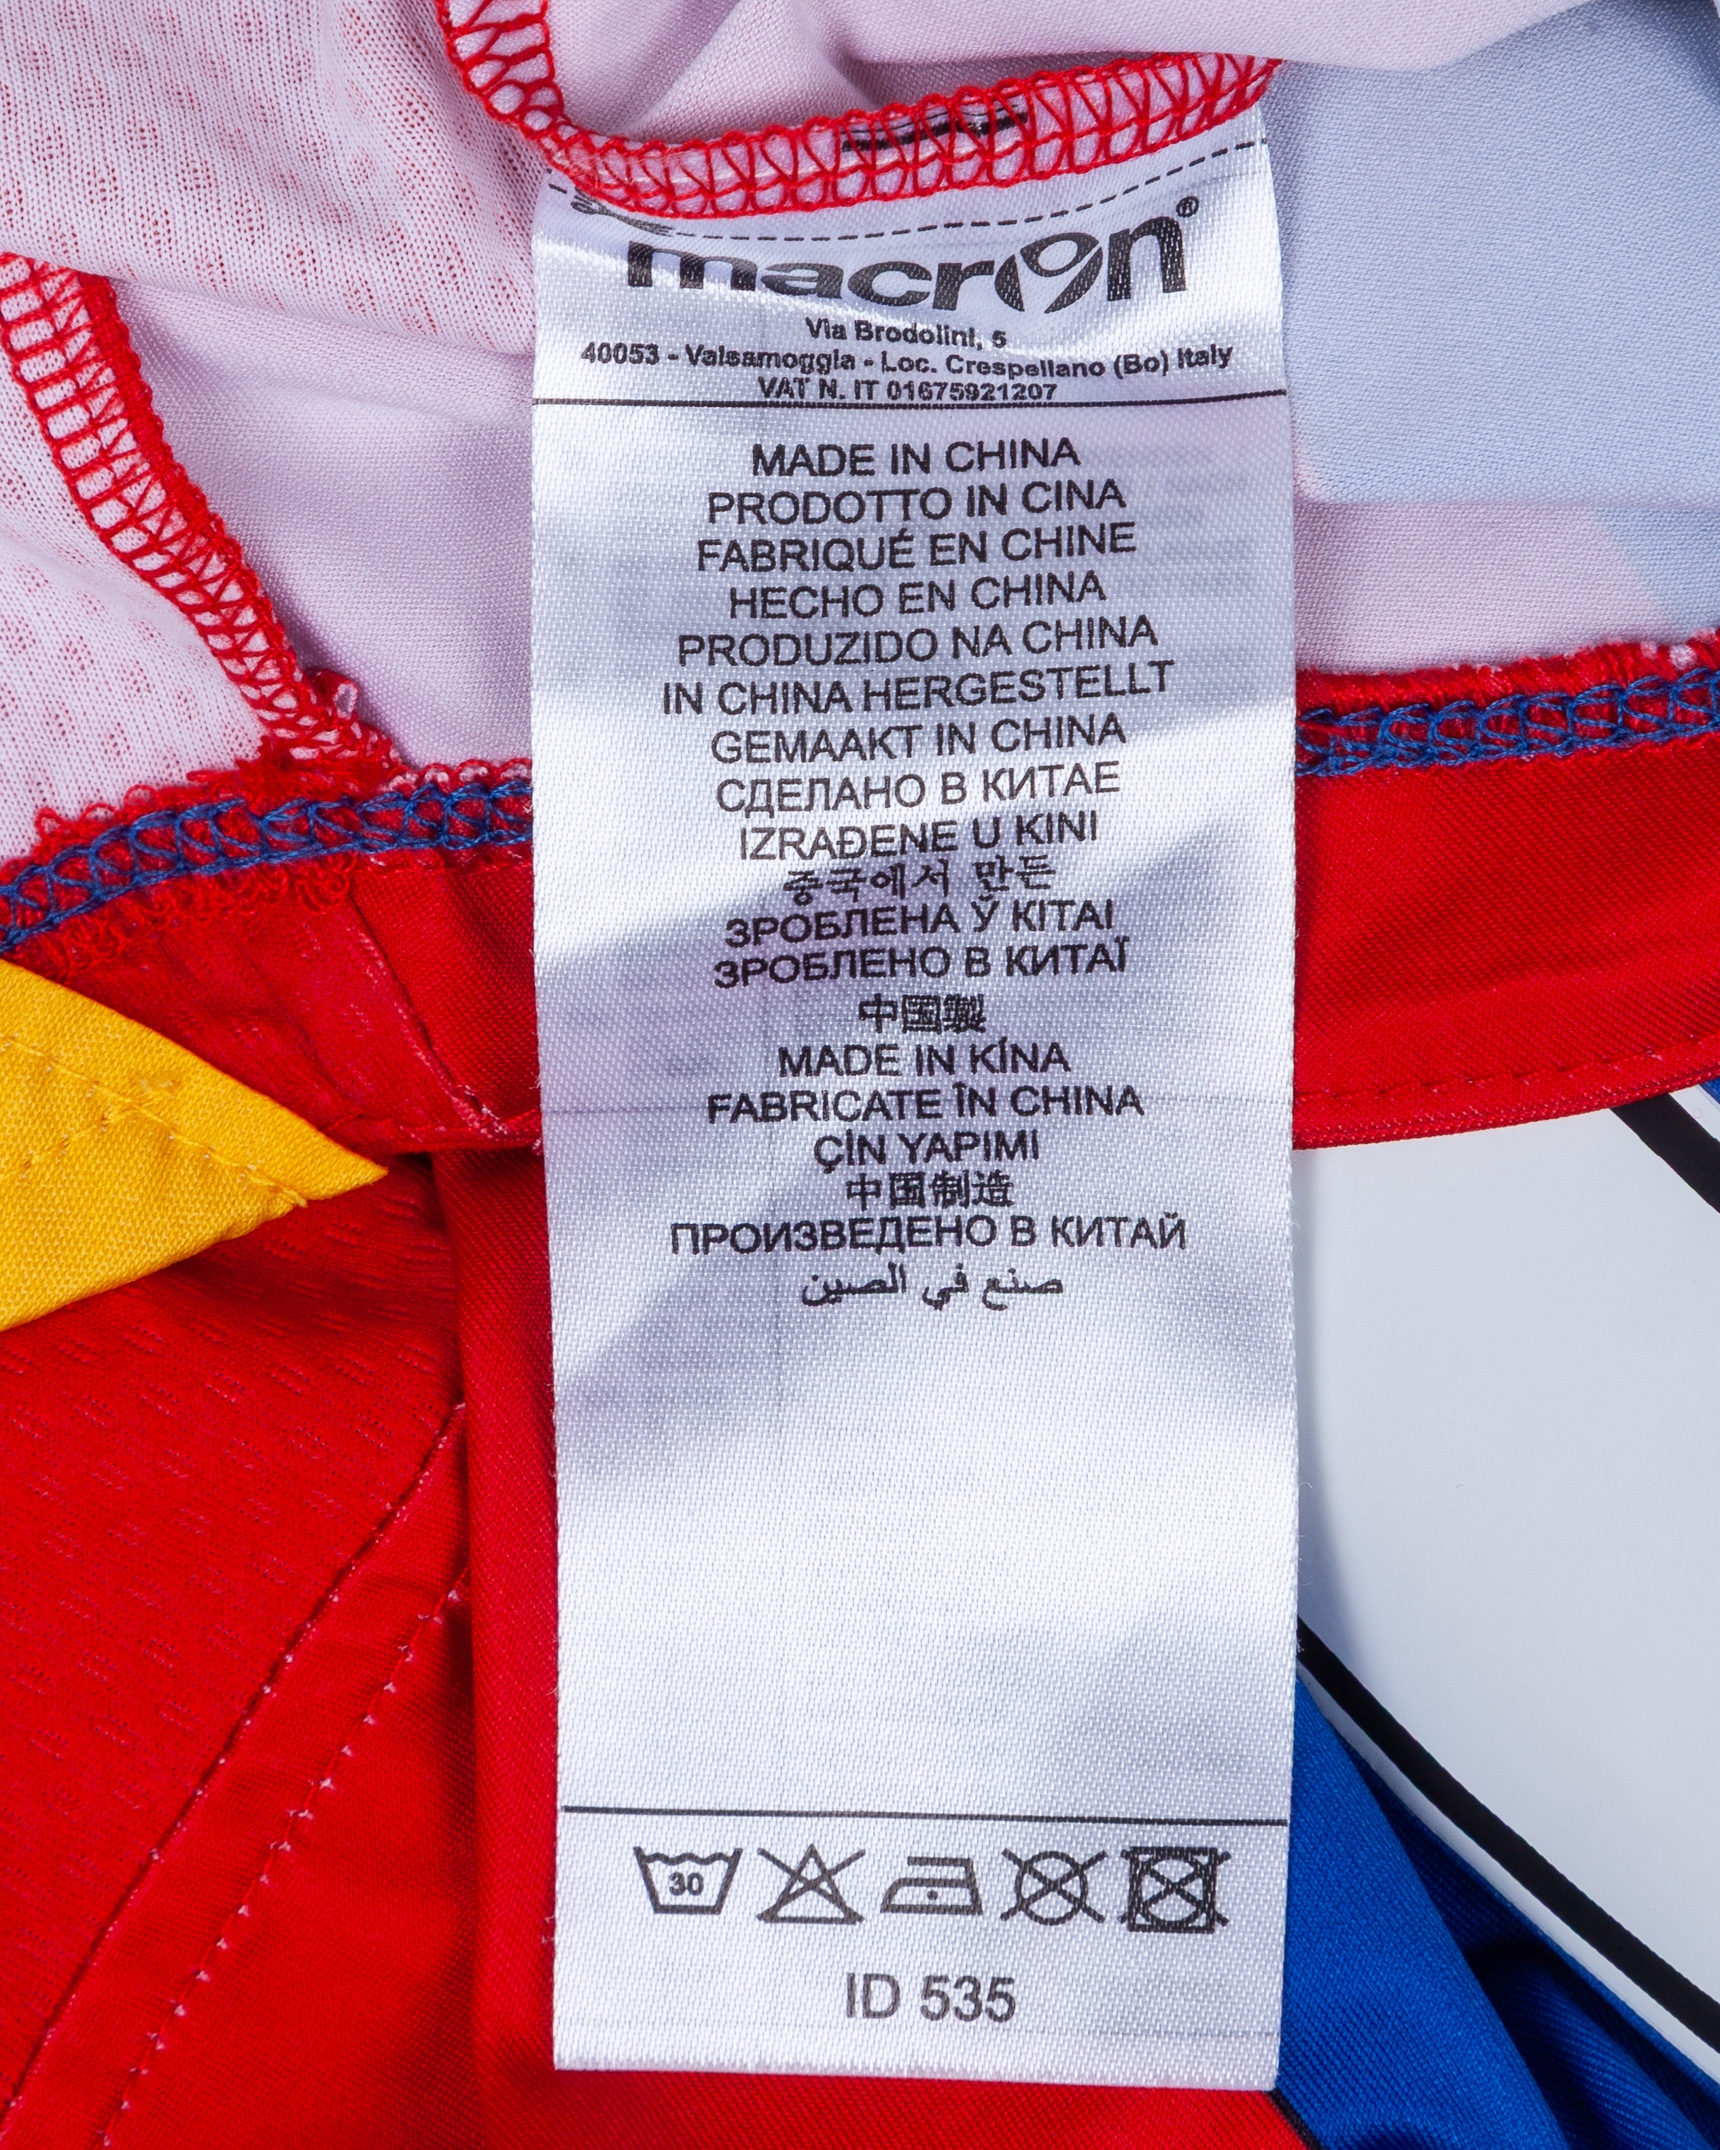 macron®
Via Brodolini, 5
40053 - Valsamoggia - Loc. Crespellano (Bo) Italy
VAT N. IT 01675921207
MADE IN CHINA
PRODOTTO IN CINA
FABRIQUÉ EN CHINE
HECHO EN CHINA
PRODUZIDO NA CHINA
IN CHINA HERGESTELLT
GEMAAKT IN CHINA
СДЕЛАНО В КИТАЕ
IZRAĐENE U KINI
중국에서 만든
ЗРОБЛЕНА Ў КІТАІ
ЗРОБЛЕНО В КИТАЇ
中国製
MADE IN KÍNA
FABRICATE ÎN CHINA
ÇİN YAPIMI
中国制造
ПРОИЗВЕДЕНО В КИТАЙ
صنع في الصين
30
ID 535